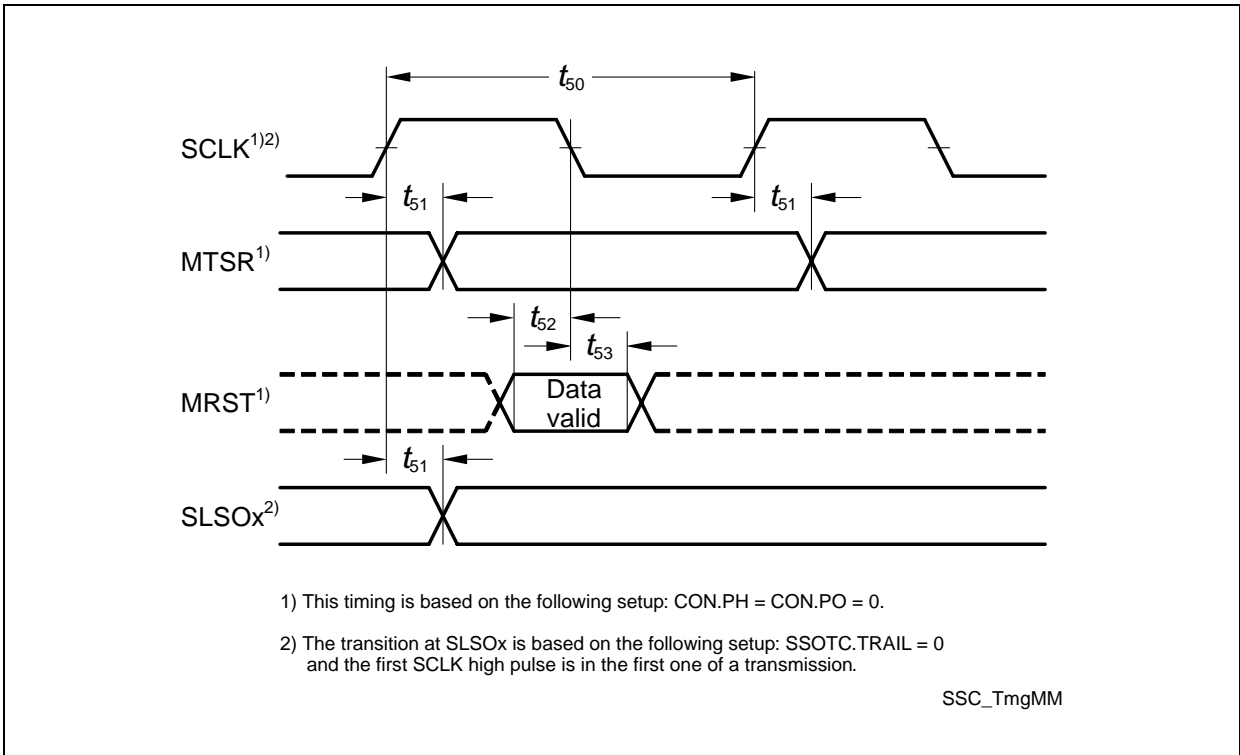 t50
SCLK1)2)
t51
t51
MTSR1)
t52
t53
MRST1)
Data
valid
t51
SLSOx2)
1) This timing is based on the following setup: CON.PH = CON.PO = 0.
2) The transition at SLSOx is based on the following setup: SSOTC.TRAIL = 0
and the first SCLK high pulse is in the first one of a transmission.
SSC_TmgMM